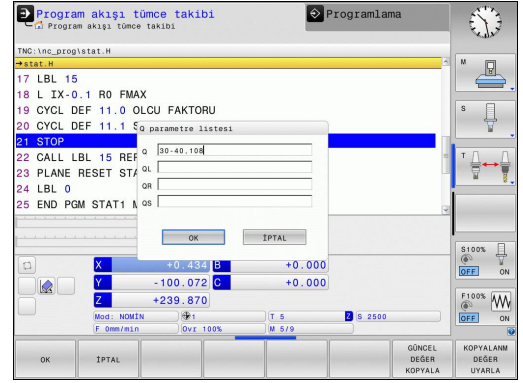 Program akışı tümce takibi
Program akışı tümce takibi
Programlama
TNC:\nc_prog\stat.H
→stat.H
17 LBL 15
18 L IX-0.1 R0 FMAX
19 CYCL DEF 11.0 OLCU FAKTORU
20 CYCL DEF 11.1 S
21 STOP
22 CALL LBL 15 REP
23 PLANE RESET STA
24 LBL 0
25 END PGM STAT1 M
Q parametre listesi
Q 30-40,108
QL
QR
QS
OK İPTAL
X +0.434 B +0.000
Y -100.072 C +0.000
Z +239.870
Mod: NOMİN 1 T 5 Z S 2500
F 0mm/min Ovr 100% M 5/9
M
S
T
S100%
OFF ON
F100%
OFF ON
OK
İPTAL
GÜNCEL DEĞER KOPYALA
KOPYALANM DEĞER UYARLA